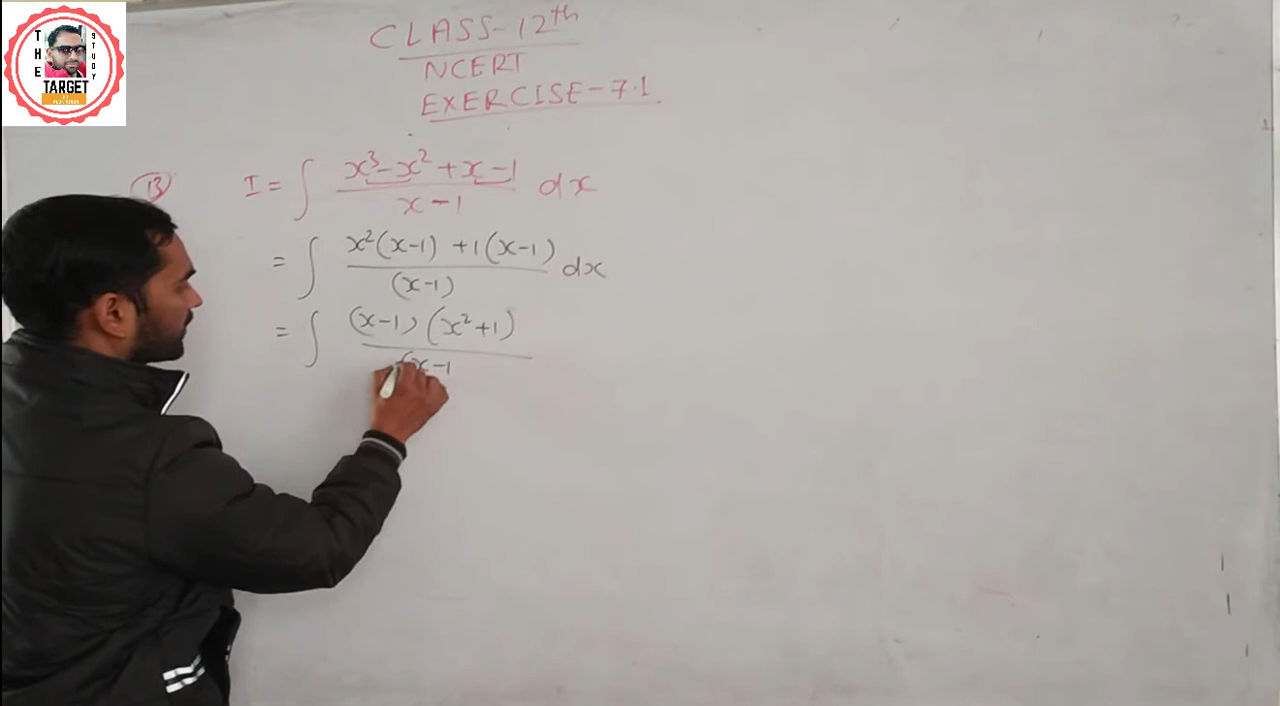 THE
STUDY
TARGET
CLASS-12th
NCERT
EXERCISE-7.1
13 I = ∫ x³-x²+x-1 / x-1 dx
= ∫ x²(x-1) +1(x-1) / (x-1) dx
= ∫ (x-1) (x²+1) / (x-1